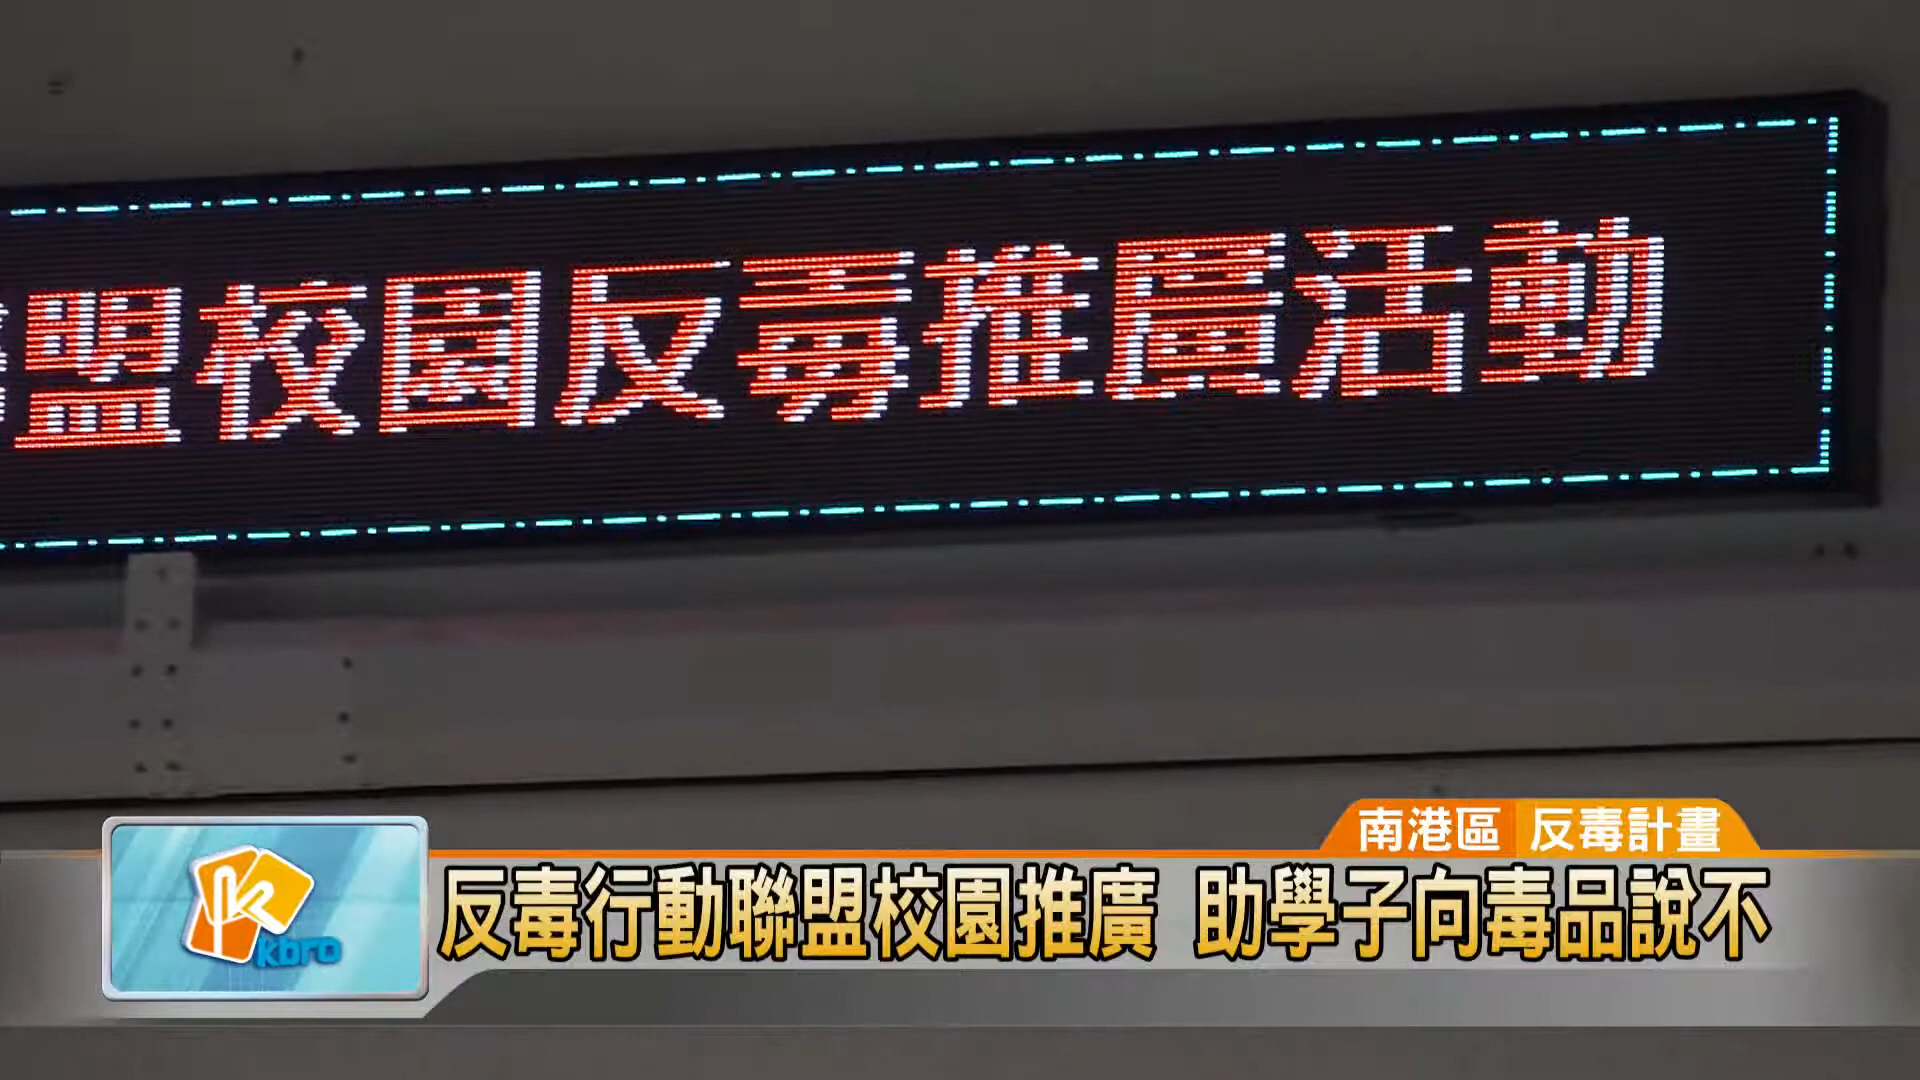 盟校園反毒推廣活動
南港區 反毒計畫
反毒行動聯盟校園推廣 助學子向毒品說不
kbro